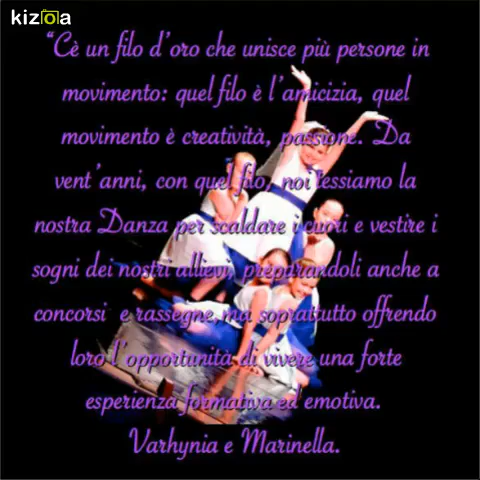 kizoa
“Cè un filo d’oro che unisce più persone in
movimento: quel filo è l’amicizia, quel
movimento è creatività, passione. Da
vent’anni, con quel filo, noi tessiamo la
nostra Danza per scaldare i cuori e vestire i
sogni dei nostri allievi, preparandoli anche a
concorsi e rassegne,ma soprattutto offrendo
loro l’opportunità di vivere una forte
esperienza formativa ed emotiva.
Varhynia e Marinella.